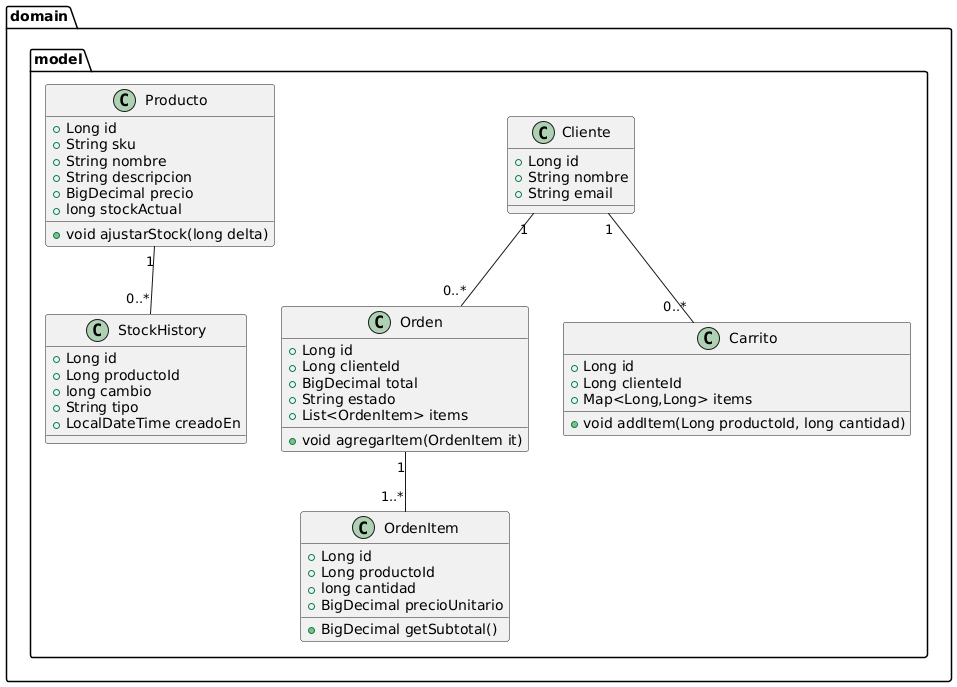 domain
model
C Producto
Long id
String sku
String nombre
String descripcion
BigDecimal precio
long stockActual
void ajustarStock(long delta)
C Cliente
Long id
String nombre
String email
1
0..*
1
0..*
1
0..*
C StockHistory
Long id
Long productoId
long cambio
String tipo
LocalDateTime creadoEn
C Orden
Long id
Long clienteId
BigDecimal total
String estado
List<OrdenItem> items
void agregarItem(OrdenItem it)
C Carrito
Long id
Long clienteId
Map<Long,Long> items
void addItem(Long productoId, long cantidad)
1
1..*
C OrdenItem
Long id
Long productoId
long cantidad
BigDecimal precioUnitario
BigDecimal getSubtotal()